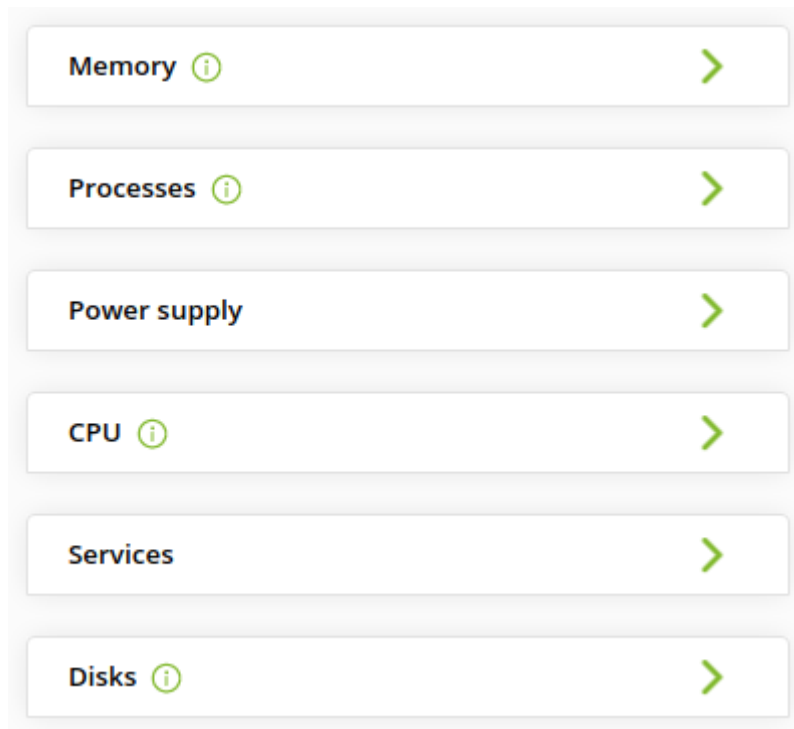 Memory
Processes
Power supply
CPU
Services
Disks